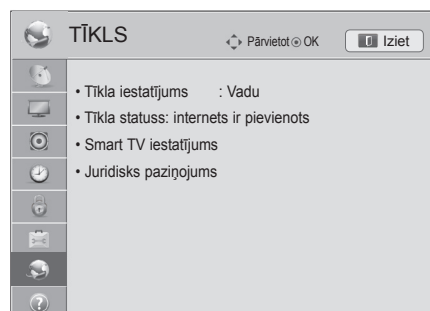 TĪKLS
Pārvietot OK
Iziet
• Tīkla iestatījums : Vadu
• Tīkla statuss: internets ir pievienots
• Smart TV iestatījums
• Juridisks paziņojums